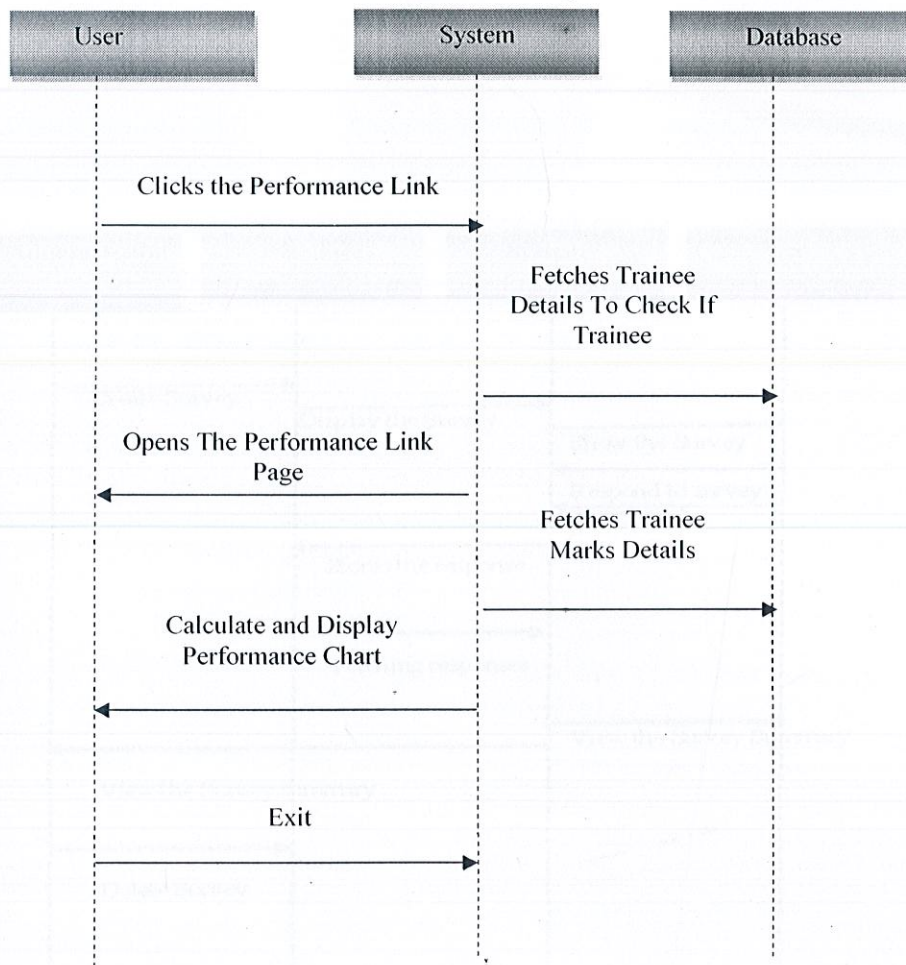 User
System
Database
Clicks the Performance Link
Fetches Trainee
Details To Check If
Trainee
Opens The Performance Link
Page
Fetches Trainee
Marks Details
Calculate and Display
Performance Chart
Exit